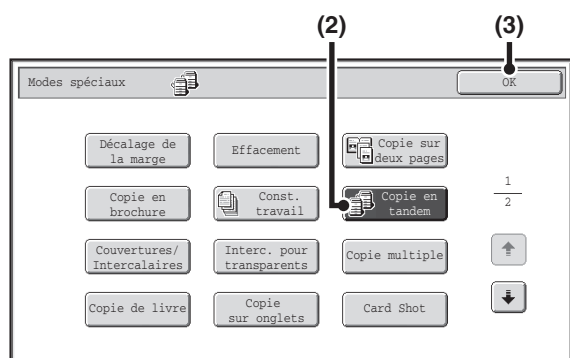 (2) (3)
Modes spéciaux OK
Décalage de
la marge
Effacement
Copie sur
deux pages
Copie en
brochure
Const.
travail
Copie en
tandem
1
2
Couvertures/
Intercalaires
Interc. pour
transparents
Copie multiple
Copie de livre
Copie
sur onglets
Card Shot